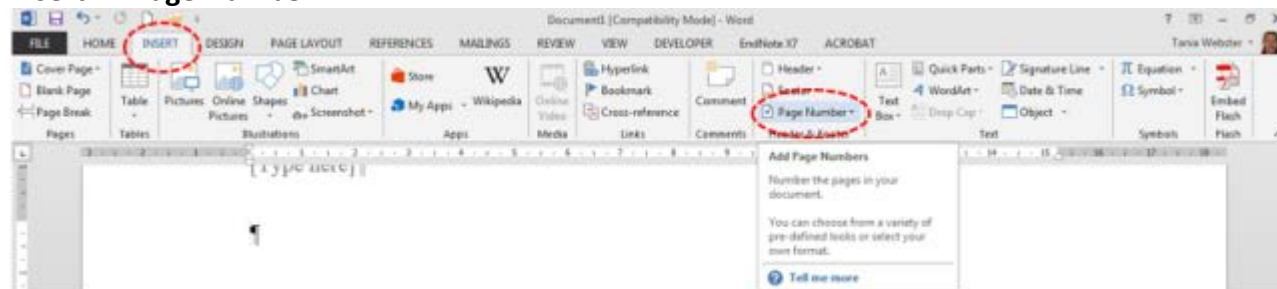 Document1 [Compatibility Mode] - Word
FILE HOME INSERT DESIGN PAGE LAYOUT REFERENCES MAILINGS REVIEW VIEW DEVELOPER EndNote X7 ACROBAT Tania Webster
Cover Page
Blank Page
Page Break
Pages
Table
Tables
Pictures
Online Pictures
Shapes
SmartArt
Chart
Screenshot
Illustrations
Store
My Apps
Wikipedia
Apps
Online Video
Media
Hyperlink
Bookmark
Cross-reference
Links
Comment
Comments
Header
Footer
Page Number
Header & Footer
Text Box
Quick Parts
WordArt
Drop Cap
Signature Line
Date & Time
Object
Text
Equation
Symbol
Symbols
Embed Flash
Flash
[Type here]
¶
Add Page Numbers
Number the pages in your
document.
You can choose from a variety of
pre-defined looks or select your
own format.
Tell me more